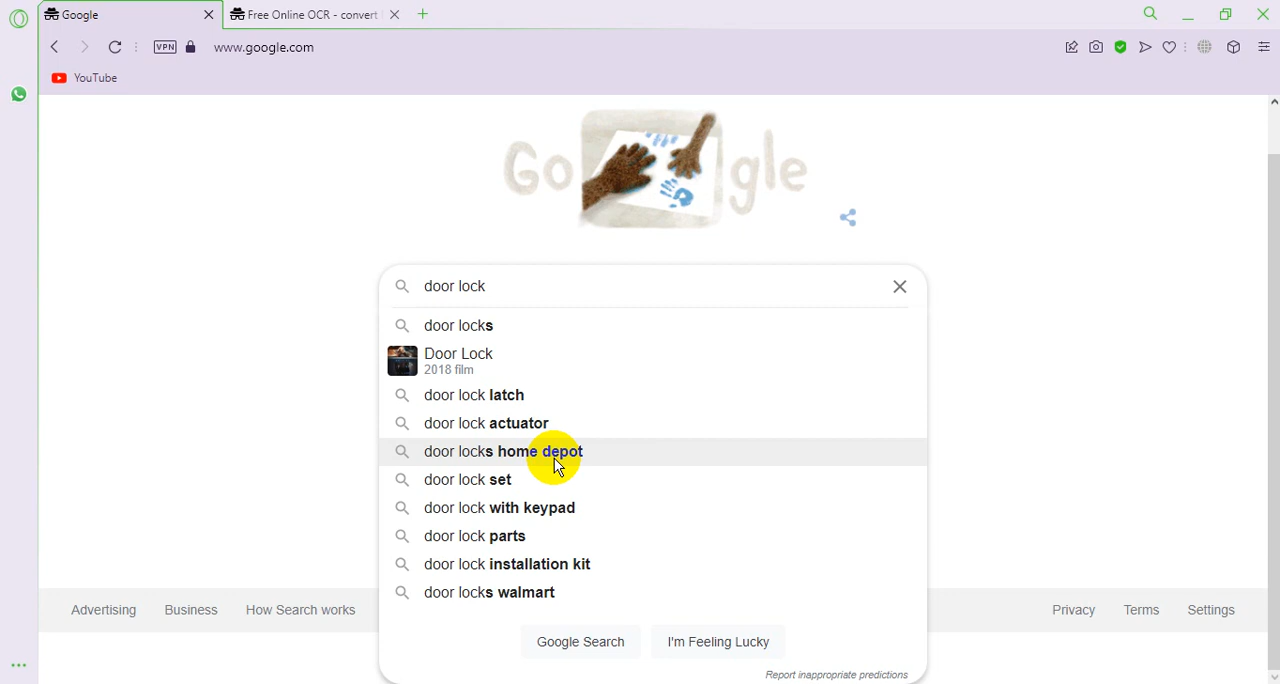 Google
Free Online OCR - convert
VPN
www.google.com
YouTube
Go gle
door lock
door locks
Door Lock
2018 film
door lock latch
door lock actuator
door locks home depot
door lock set
door lock with keypad
door lock parts
door lock installation kit
door locks walmart
Advertising Business How Search works Privacy Terms Settings
Google Search I'm Feeling Lucky
Report inappropriate predictions